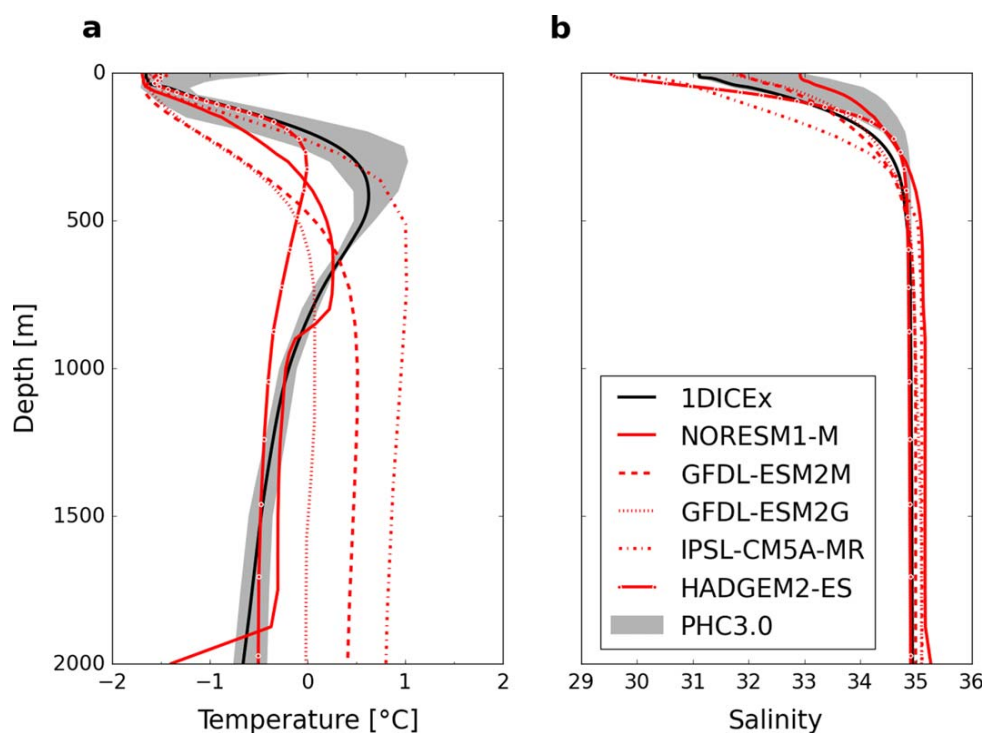 a
b
0
500
1000
1500
2000
Depth [m]
−2
−1
0
1
2
Temperature [°C]
29
30
31
32
33
34
35
36
Salinity
1DICEx
NORESM1-M
GFDL-ESM2M
GFDL-ESM2G
IPSL-CM5A-MR
HADGEM2-ES
PHC3.0